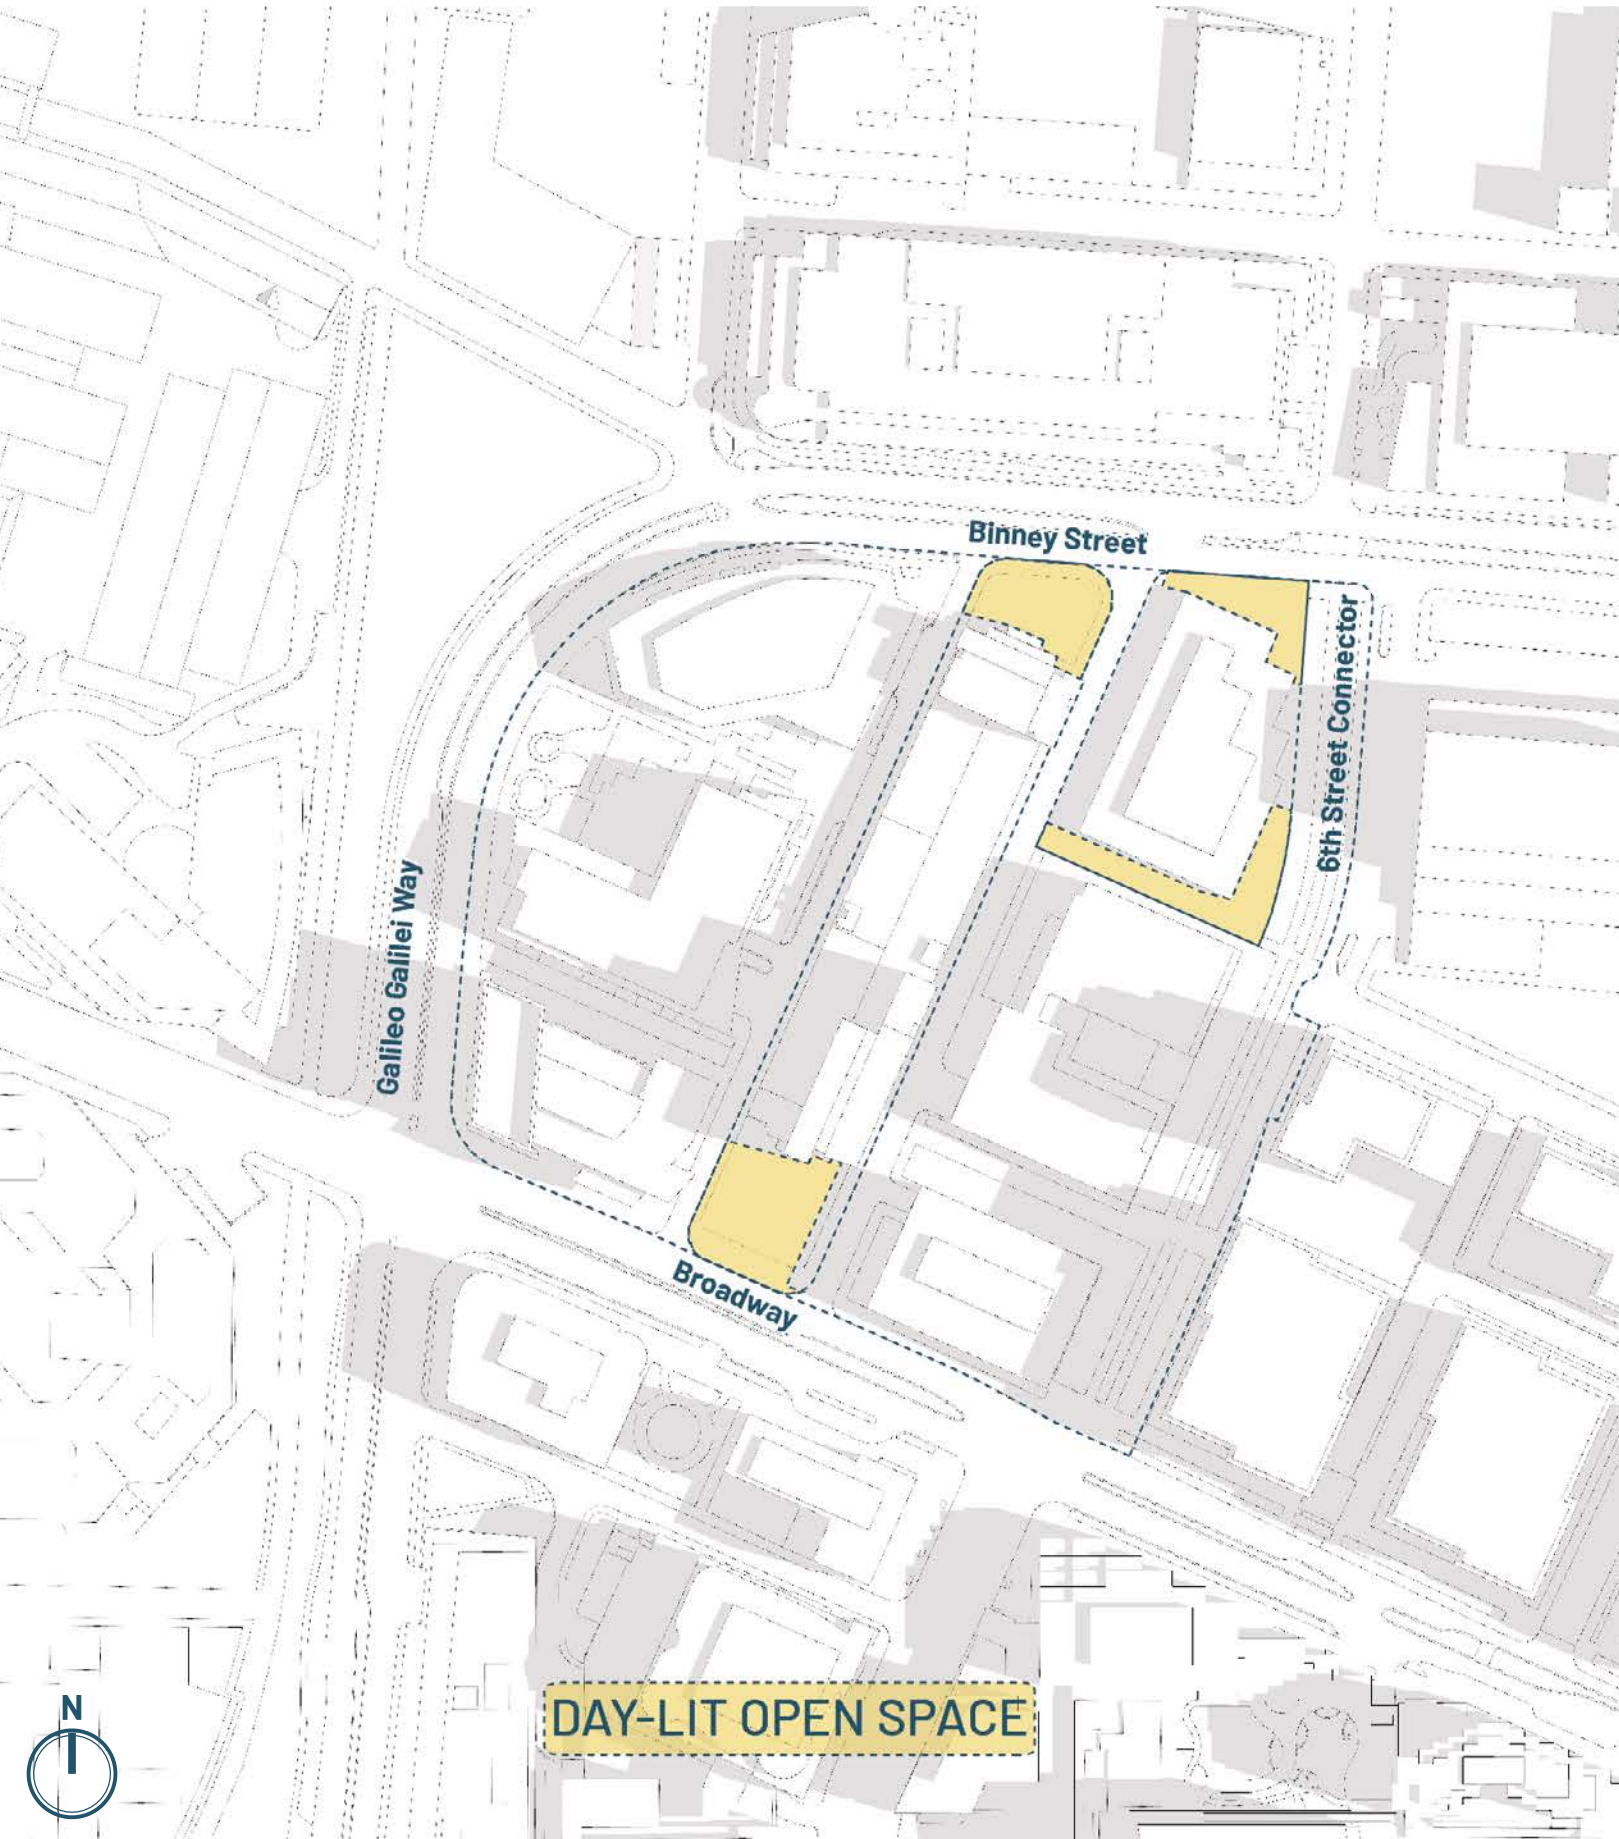 Binney Street
6th Street Connector
Galileo Galilei Way
Broadway
N
DAY-LIT OPEN SPACE